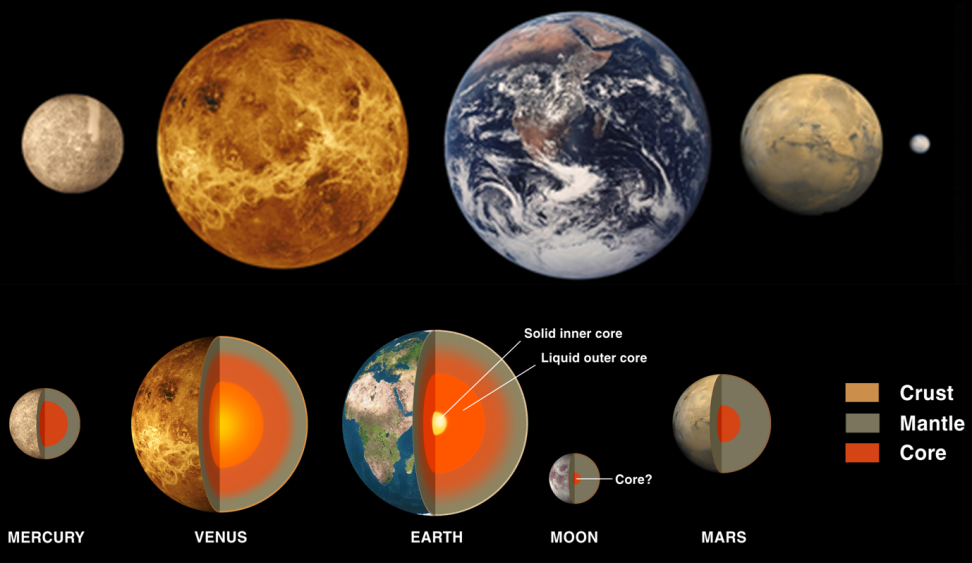 Solid inner core
Liquid outer core
Crust
Mantle
Core
Core?
MERCURY
VENUS
EARTH
MOON
MARS